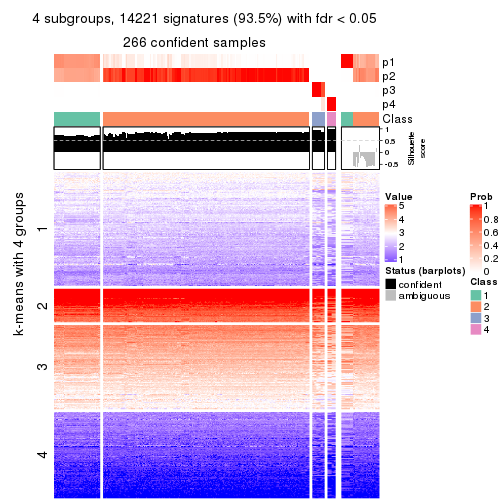 4 subgroups, 14221 signatures (93.5%) with fdr < 0.05
266 confident samples
p1
p2
p3
p4
Class
1
0.5
0
-0.5
Silhouette
score
k-means with 4 groups
1
2
3
4
Value
5
4
3
2
1
Status (barplots)
confident
ambiguous
Prob
1
0.8
0.6
0.4
0.2
0
Class
1
2
3
4